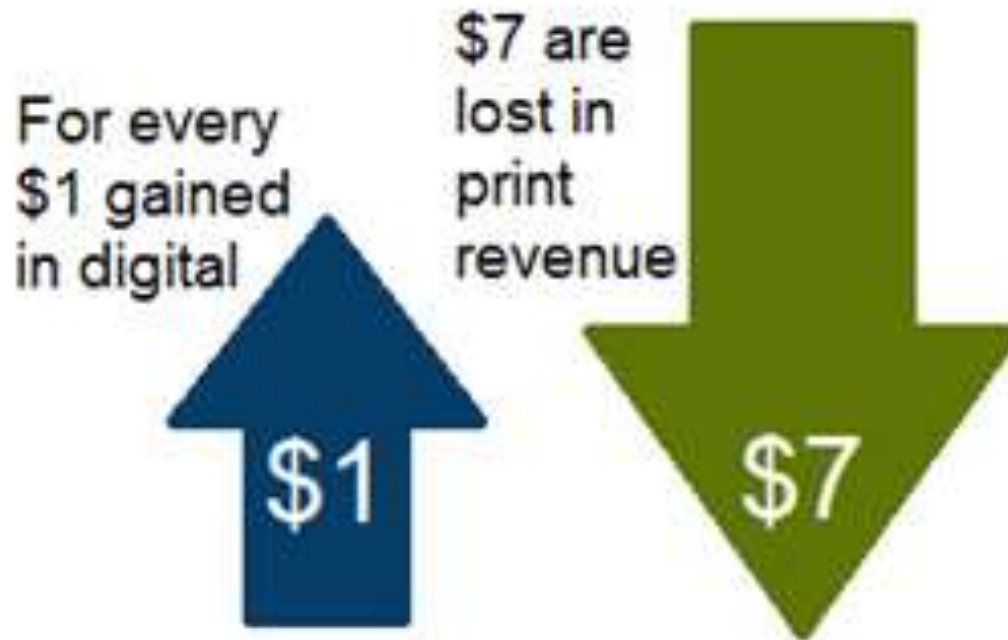 For every
$1 gained
in digital
$1
$7 are
lost in
print
revenue
$7